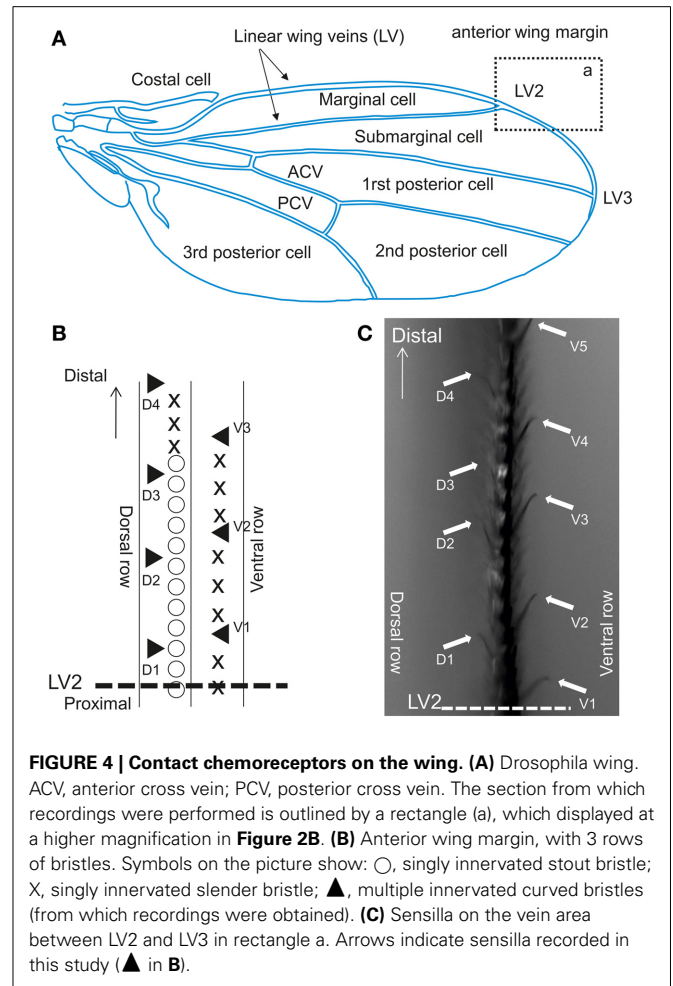 A
Linear wing veins (LV)
anterior wing margin
a
LV2
Costal cell
Marginal cell
Submarginal cell
ACV
1rst posterior cell
PCV
LV3
3rd posterior cell
2nd posterior cell
B
Distal
D4
X
X
X
V3
X
D3
X
X
V2
Dorsal row
Ventral row
X
D2
X
X
V1
D1
X
LV2
X
Proximal
C
Distal
V5
D4
V4
D3
V3
D2
Dorsal row
Ventral row
V2
D1
V1
LV2
FIGURE 4 | Contact chemoreceptors on the wing. (A) Drosophila wing.
ACV, anterior cross vein; PCV, posterior cross vein. The section from which
recordings were performed is outlined by a rectangle (a), which displayed at
a higher magnification in Figure 2B. (B) Anterior wing margin, with 3 rows
of bristles. Symbols on the picture show: ○, singly innervated stout bristle;
X, singly innervated slender bristle; ▲, multiple innervated curved bristles
(from which recordings were obtained). (C) Sensilla on the vein area
between LV2 and LV3 in rectangle a. Arrows indicate sensilla recorded in
this study (▲ in B).